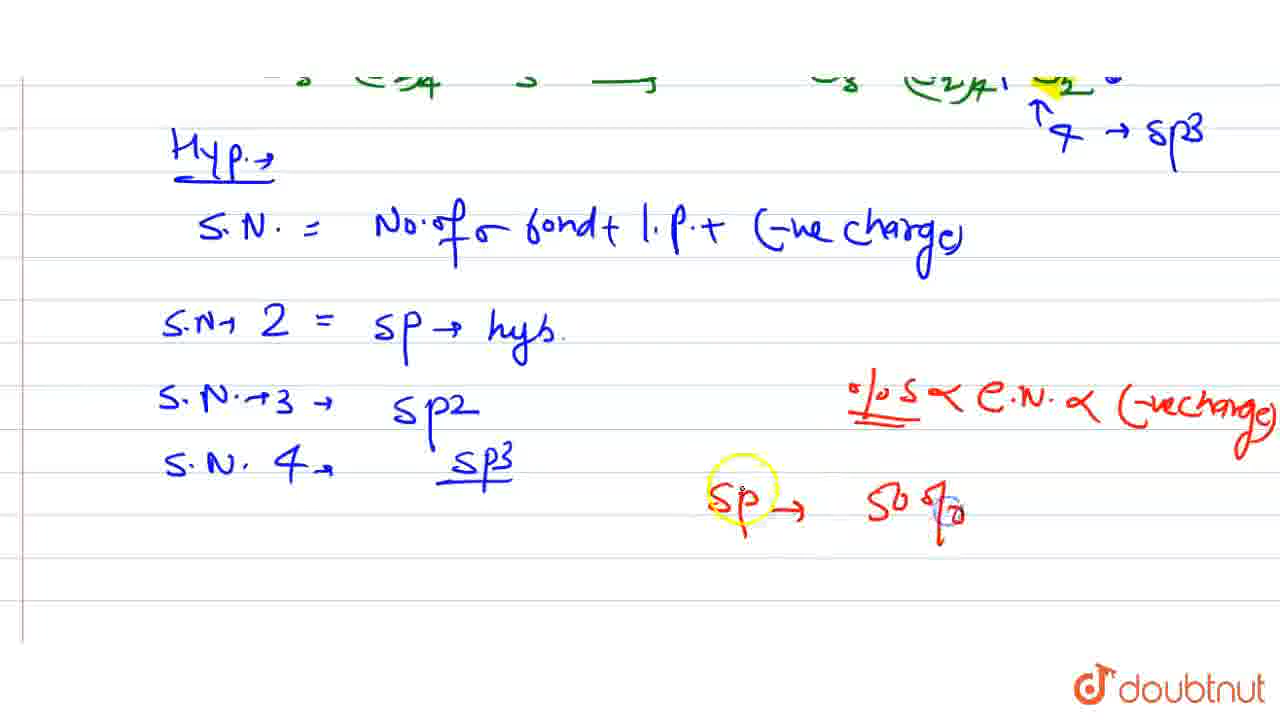 4 → sp3
Hyp. →
S.N. = No. of σ bond + l.p. + (-ve charge)
S.N → 2 = sp → hyb.
S.N. → 3 → sp2
% s ∝ E.N. ∝ (-ve charge)
S.N. 4 → sp3
sp → 50 %
doubtnut